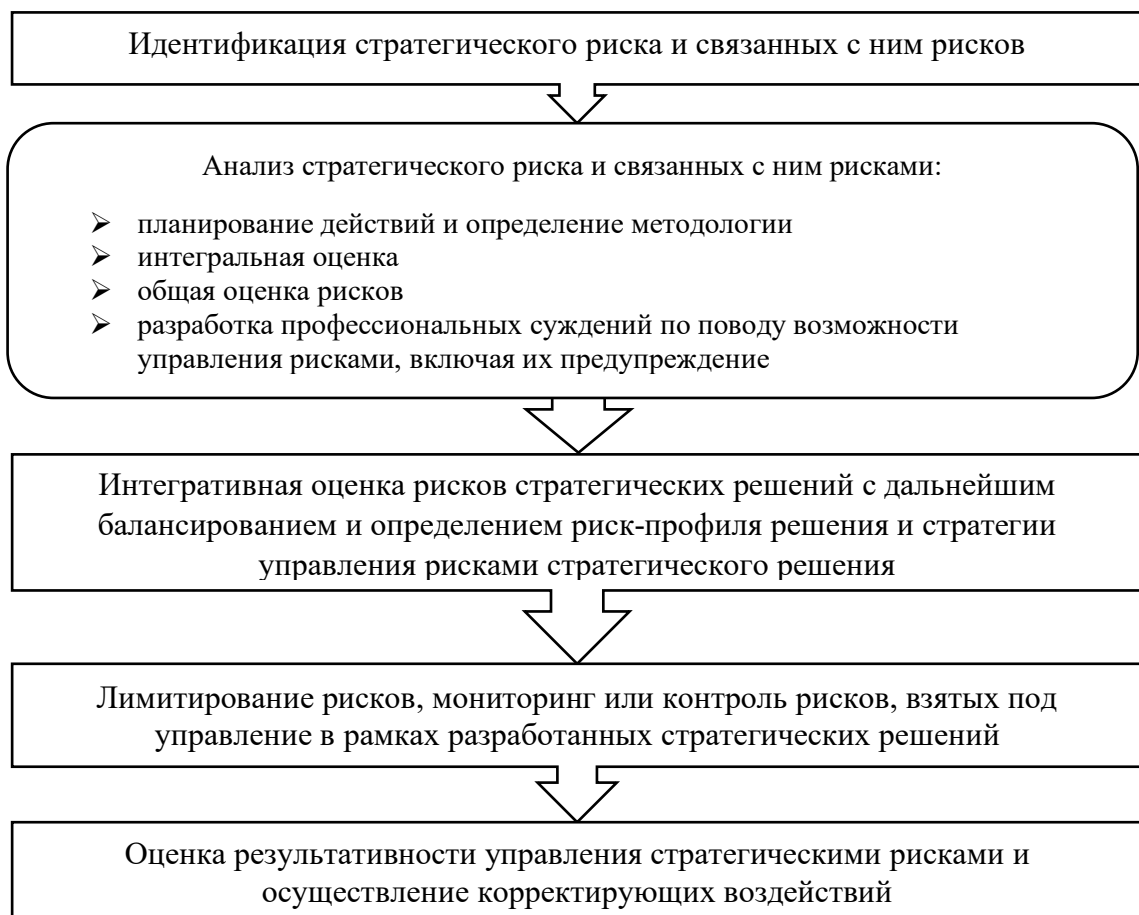 Идентификация стратегического риска и связанных с ним рисков
Анализ стратегического риска и связанных с ним рисками:
➢ планирование действий и определение методологии
➢ интегральная оценка
➢ общая оценка рисков
➢ разработка профессиональных суждений по поводу возможности
управления рисками, включая их предупреждение
Интегративная оценка рисков стратегических решений с дальнейшим
балансированием и определением риск-профиля решения и стратегии
управления рисками стратегического решения
Лимитирование рисков, мониторинг или контроль рисков, взятых под
управление в рамках разработанных стратегических решений
Оценка результативности управления стратегическими рисками и
осуществление корректирующих воздействий